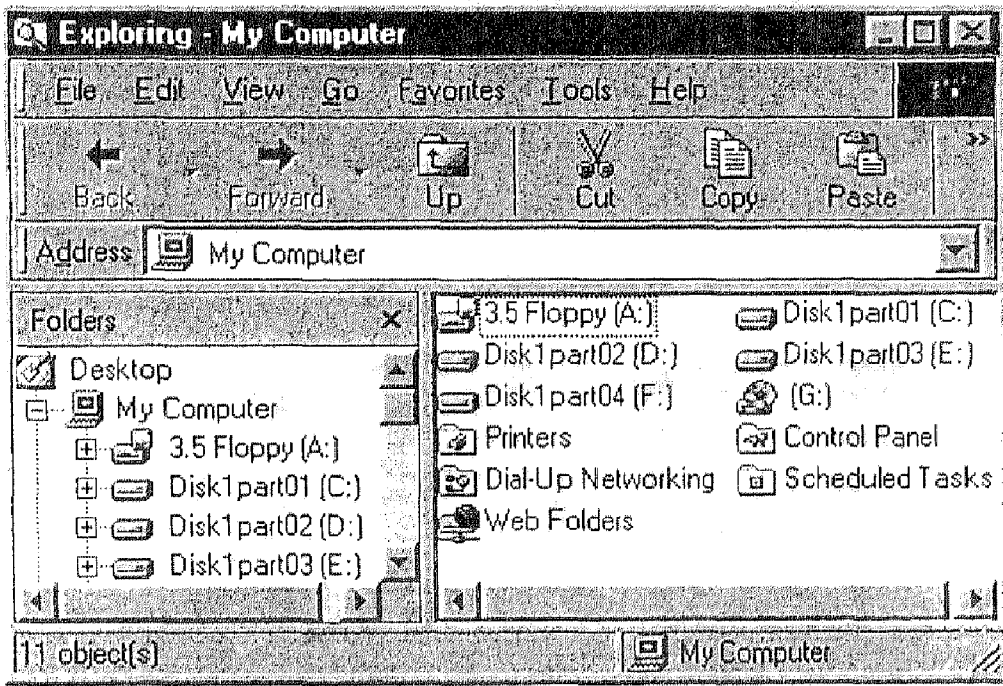 Exploring - My Computer
File Edit View Go Favorites Tools Help
Back Forward Up Cut Copy Paste »
Address My Computer
Folders
Desktop
My Computer
3.5 Floppy (A:)
Disk1part01 (C:)
Disk1part02 (D:)
Disk1part03 (E:)
3.5 Floppy (A:) Disk1part01 (C:)
Disk1part02 (D:) Disk1part03 (E:)
Disk1part04 (F:) (G:)
Printers Control Panel
Dial-Up Networking Scheduled Tasks
Web Folders
11 object(s) My Computer